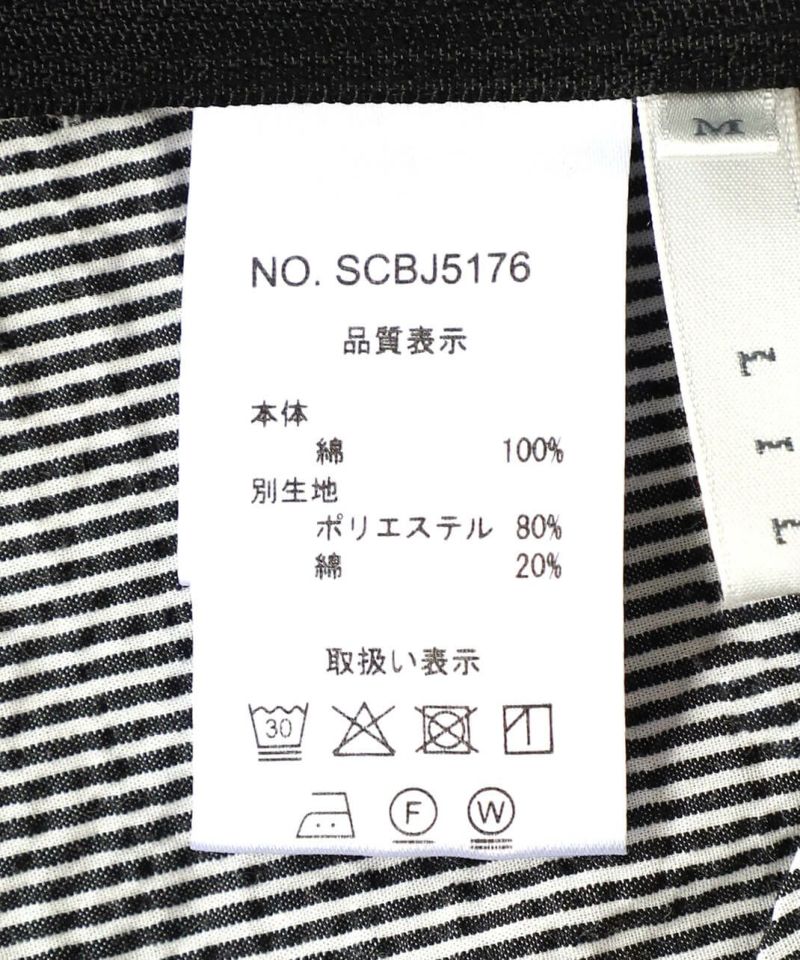 NO. SCBJ5176
品質表示
本体
綿 100%
別生地
ポリエステル 80%
綿 20%
取扱い表示
30
F W
M